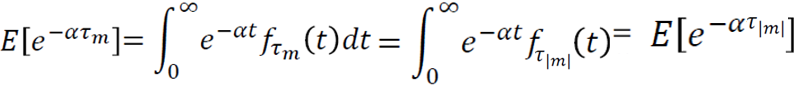 E[e^{-ατ_m}]= ∫_0^∞ e^{-αt} f_{τ_m}(t)dt = ∫_0^∞ e^{-αt} f_{τ_{|m|}}(t) = E[e^{-ατ_{|m|}}]